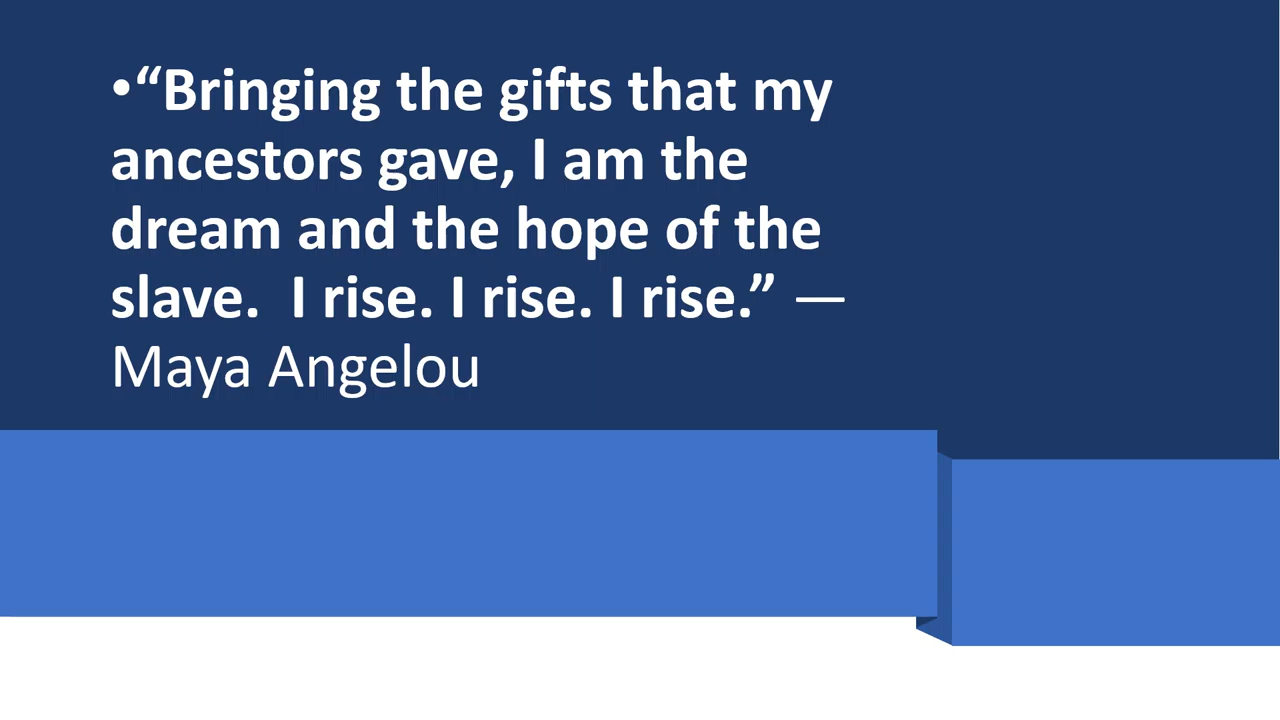 •“Bringing the gifts that my
ancestors gave, I am the
dream and the hope of the
slave.  I rise. I rise. I rise.” —
Maya Angelou